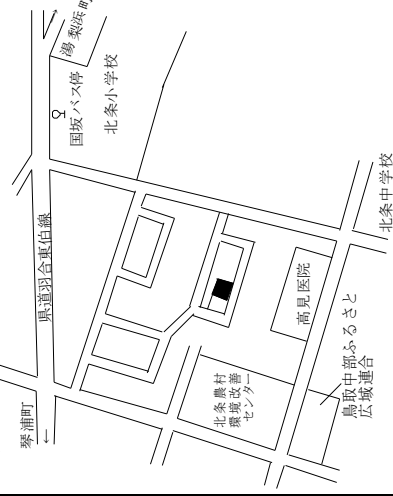 湯梨浜町
国坂バス停
北条小学校
県道羽合東伯線
琴浦町
高見医院
北条農村
環境改善
センター
鳥取中部ふるさと
広域連合
北条中学校